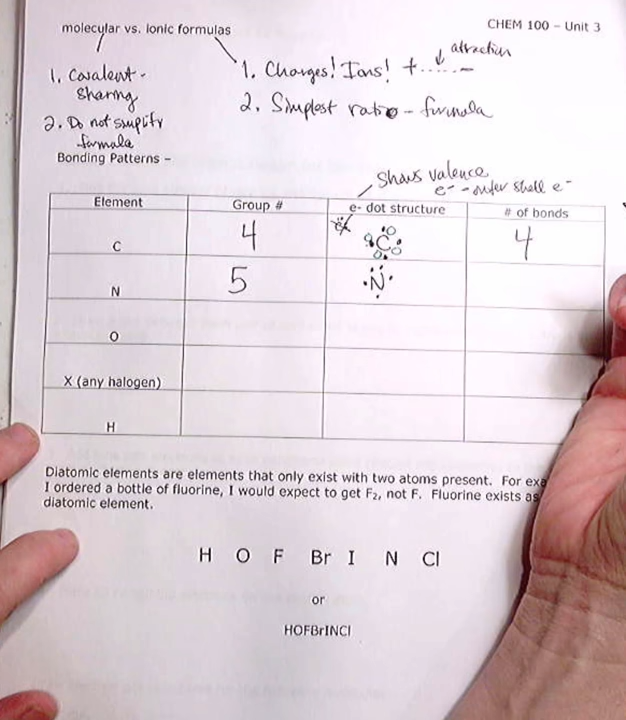 molecular vs. ionic formulas
CHEM 100 – Unit 3
1. Covalent -
sharing
2. Do not simplify
formula
1. Charges! Ions! + ...... -
attraction
2. Simplest ratio - formula
Bonding Patterns –
Shows valence
e- - outer shell e-
Element Group # e- dot structure # of bonds
C 4 C 4
N 5 N
O
X (any halogen)
H
Diatomic elements are elements that only exist with two atoms present. For exa
I ordered a bottle of fluorine, I would expect to get F₂, not F. Fluorine exists as
diatomic element.
H O F Br I N Cl
or
HOFBrINCl